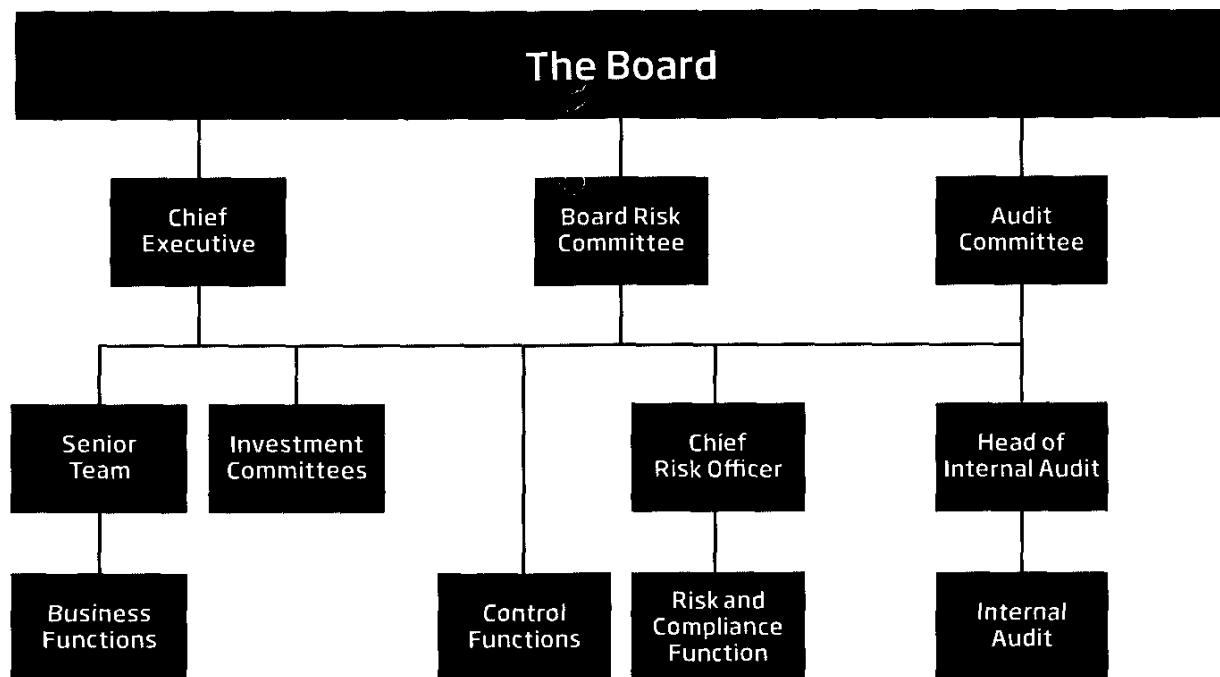 The Board
Chief
Executive
Board Risk
Committee
Audit
Committee
Senior
Team
Investment
Committees
Chief
Risk Officer
Head of
Internal Audit
Business
Functions
Control
Functions
Risk and
Compliance
Function
Internal
Audit